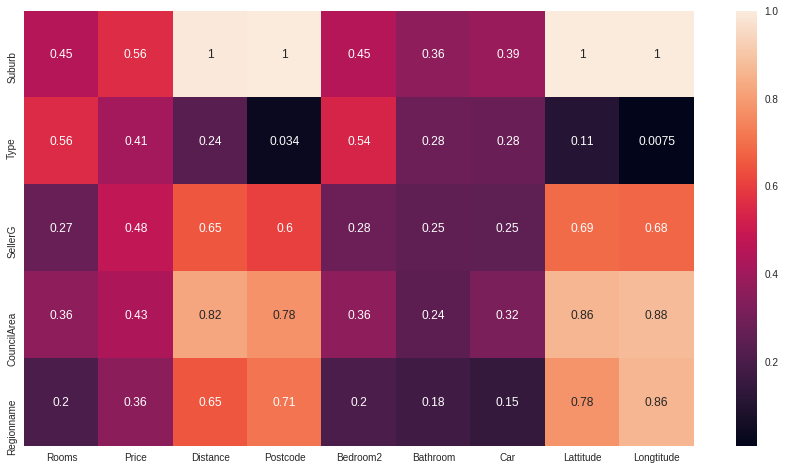 Suburb 0.45 0.56 1 1 0.45 0.36 0.39 1 1
Type 0.56 0.41 0.24 0.034 0.54 0.28 0.28 0.11 0.0075
SellerG 0.27 0.48 0.65 0.6 0.28 0.25 0.25 0.69 0.68
CouncilArea 0.36 0.43 0.82 0.78 0.36 0.24 0.32 0.86 0.88
Regionname 0.2 0.36 0.65 0.71 0.2 0.18 0.15 0.78 0.86
Rooms Price Distance Postcode Bedroom2 Bathroom Car Lattitude Longtitude
1.0
0.8
0.6
0.4
0.2